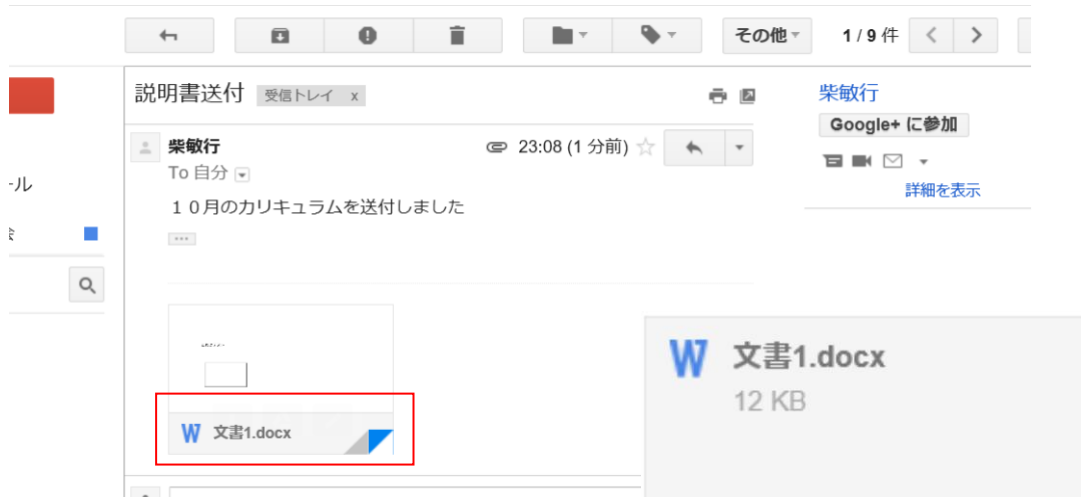 その他
1 / 9 件
説明書送付 受信トレイ x
柴敏行
Google+ に参加
柴敏行
23:08 (1 分前)
To 自分
ール
詳細を表示
10月のカリキュラムを送付しました
文書1.docx
12 KB
W 文書1.docx